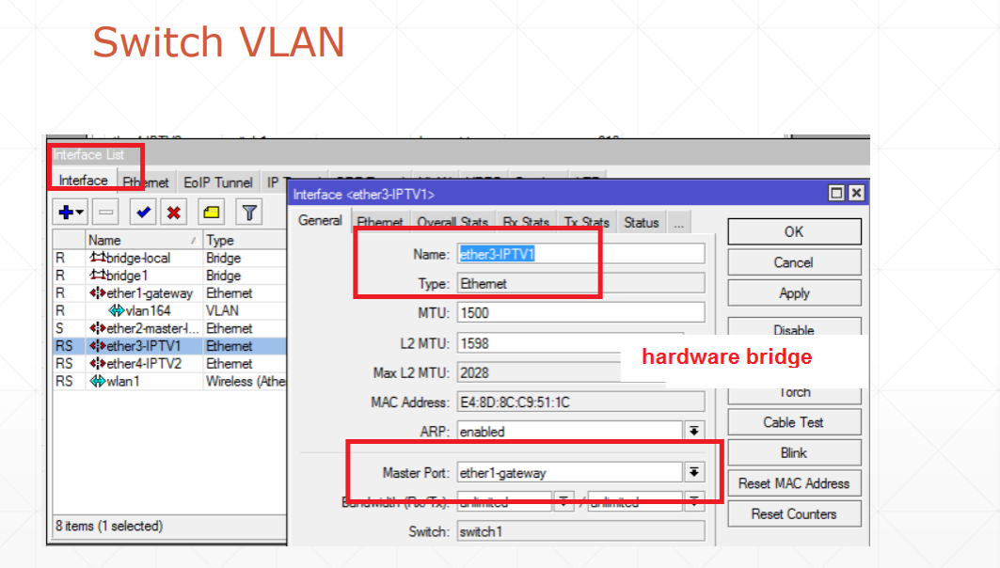 Switch VLAN
Interface List
Interface Ethernet EoIP Tunnel IP
Name Type
R bridge-local Bridge
R bridge1 Bridge
R ether1-gateway Ethernet
R vlan164 VLAN
S ether2-master-l... Ethernet
RS ether3-IPTV1 Ethernet
RS ether4-IPTV2 Ethernet
RS wlan1 Wireless (Athe
8 items (1 selected)
Interface <ether3-IPTV1>
General Ethernet Overall Stats Rx Stats Tx Stats Status ...
Name: ether3-IPTV1
Type: Ethernet
MTU: 1500
L2 MTU: 1598
Max L2 MTU: 2028
MAC Address: E4:8D:8C:C9:51:1C
ARP: enabled
Master Port: ether1-gateway
Bandwidth (Rx/Tx): unlimited / unlimited
Switch: switch1
OK
Cancel
Apply
Disable
hardware bridge
Torch
Cable Test
Blink
Reset MAC Address
Reset Counters